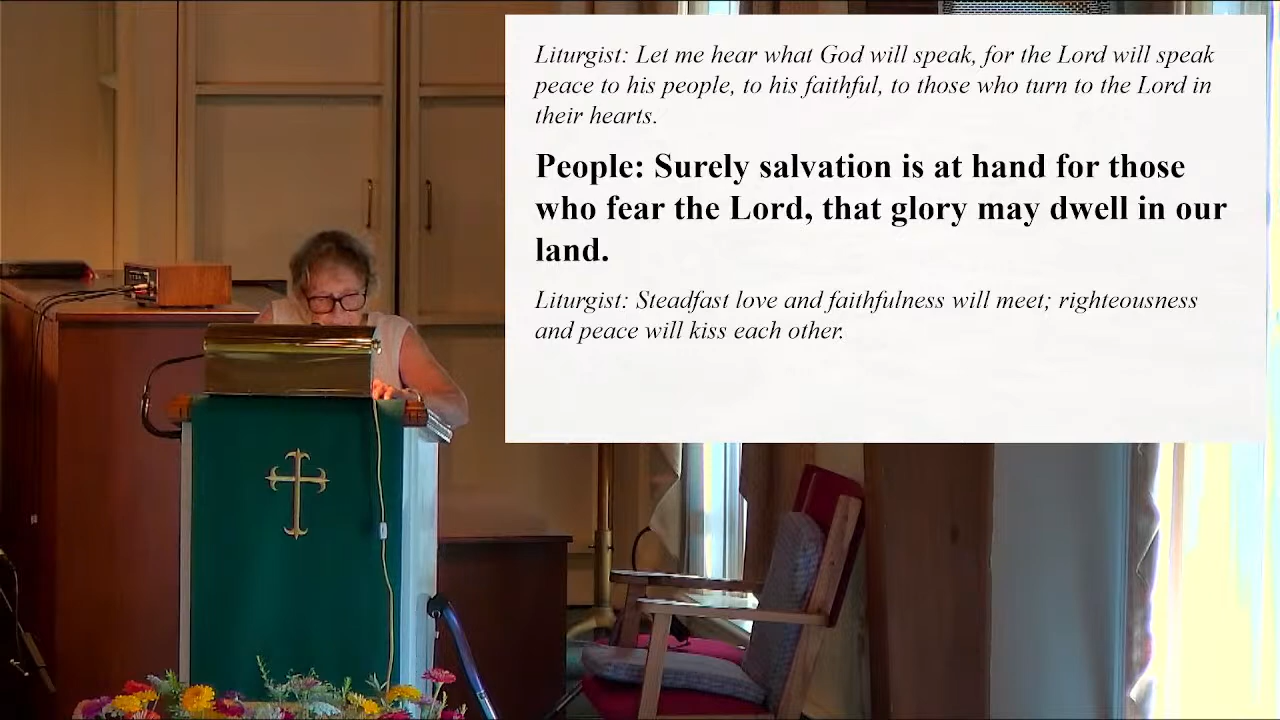 Liturgist: Let me hear what God will speak, for the Lord will speak
peace to his people, to his faithful, to those who turn to the Lord in
their hearts.
People: Surely salvation is at hand for those
who fear the Lord, that glory may dwell in our
land.
Liturgist: Steadfast love and faithfulness will meet; righteousness
and peace will kiss each other.